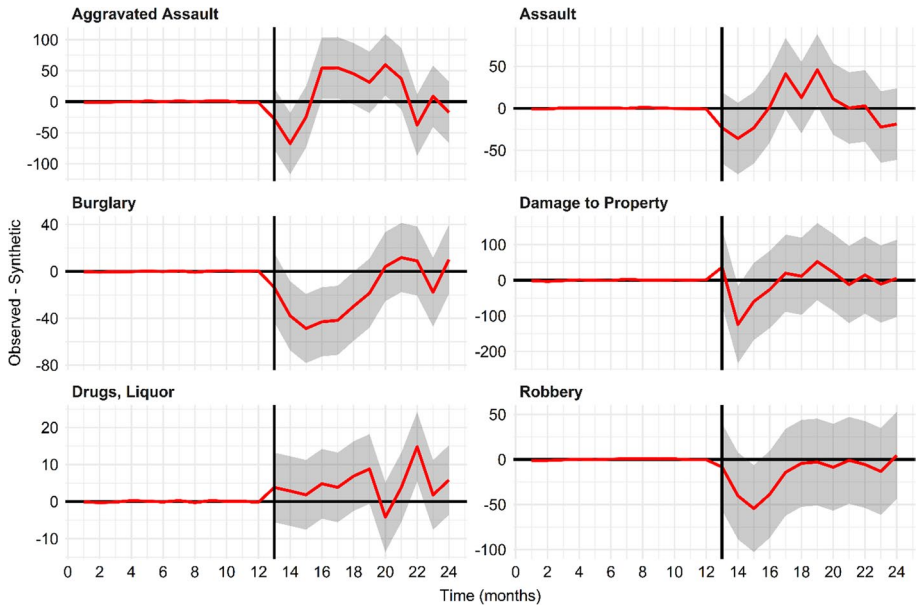 Aggravated Assault
Assault
100
50
0
-50
-100
50
0
-50
Burglary
Damage to Property
40
0
-40
-80
100
0
-100
-200
Observed - Synthetic
Drugs, Liquor
Robbery
20
10
0
-10
50
0
-50
-100
0 2 4 6 8 10 12 14 16 18 20 22 24
0 2 4 6 8 10 12 14 16 18 20 22 24
Time (months)